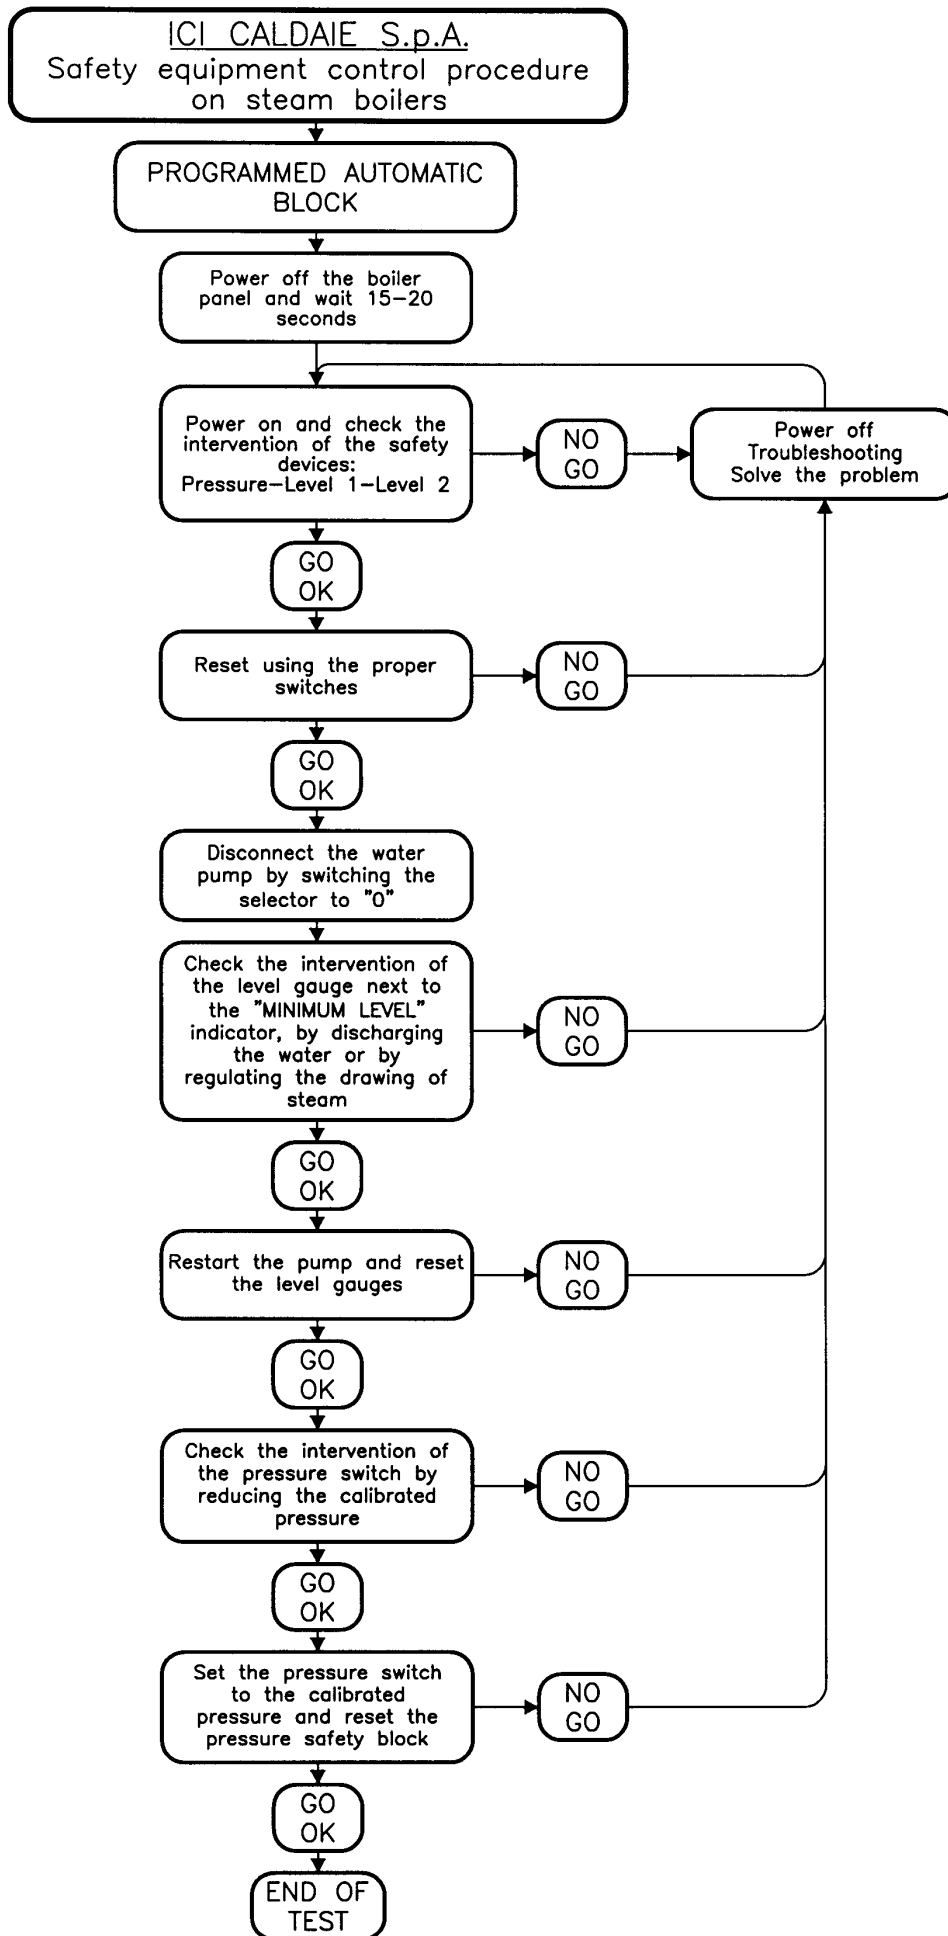 ICI CALDAIE S.p.A.
Safety equipment control procedure
on steam boilers
PROGRAMMED AUTOMATIC
BLOCK
Power off the boiler
panel and wait 15-20
seconds
Power on and check the
intervention of the safety
devices:
Pressure-Level 1-Level 2
NO
GO
Power off
Troubleshooting
Solve the problem
GO
OK
Reset using the proper
switches
NO
GO
GO
OK
Disconnect the water
pump by switching the
selector to "0"
Check the intervention of
the level gauge next to
the "MINIMUM LEVEL"
indicator, by discharging
the water or by
regulating the drawing of
steam
NO
GO
GO
OK
Restart the pump and reset
the level gauges
NO
GO
GO
OK
Check the intervention of
the pressure switch by
reducing the calibrated
pressure
NO
GO
GO
OK
Set the pressure switch
to the calibrated
pressure and reset the
pressure safety block
NO
GO
GO
OK
END OF
TEST